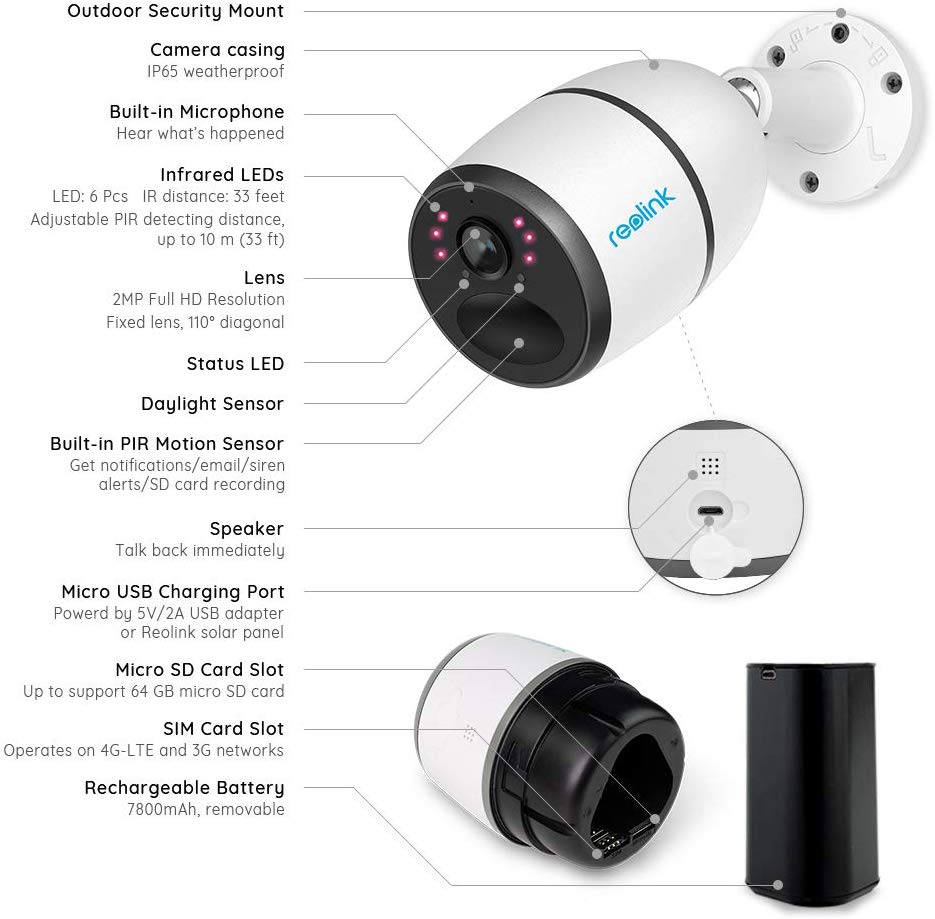 Outdoor Security Mount
Camera casing
IP65 weatherproof
Built-in Microphone
Hear what's happened
Infrared LEDs
LED: 6 Pcs IR distance: 33 feet
Adjustable PIR detecting distance,
up to 10 m (33 ft)
Lens
2MP Full HD Resolution
Fixed lens, 110° diagonal
Status LED
Daylight Sensor
Built-in PIR Motion Sensor
Get notifications/email/siren
alerts/SD card recording
Speaker
Talk back immediately
Micro USB Charging Port
Powerd by 5V/2A USB adapter
or Reolink solar panel
Micro SD Card Slot
Up to support 64 GB micro SD card
SIM Card Slot
Operates on 4G-LTE and 3G networks
Rechargeable Battery
7800mAh, removable
reolink